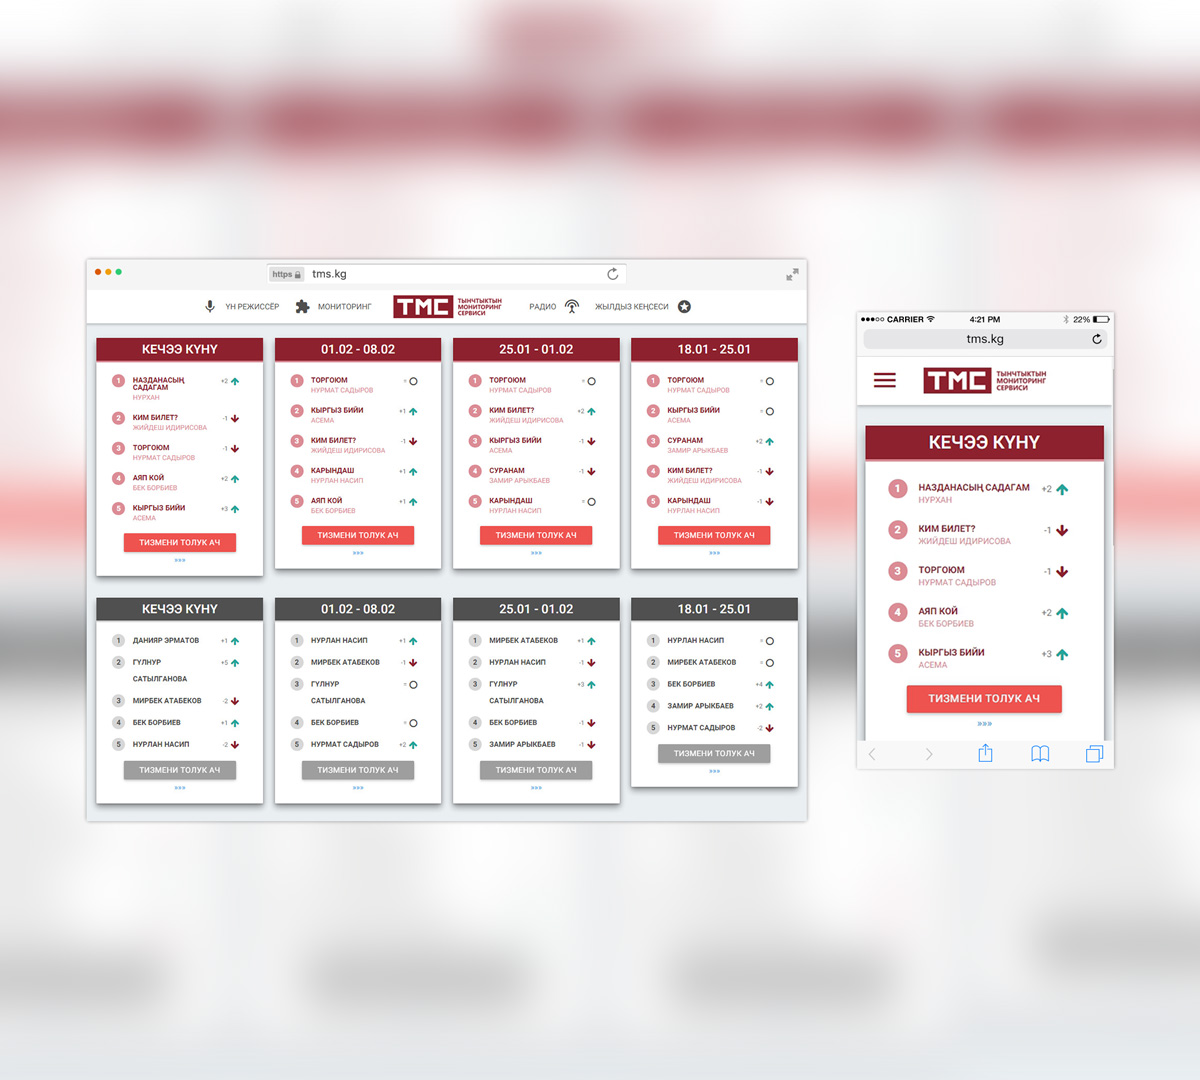 https tms.kg
ҮН РЕЖИССЁР МОНИТОРИНГ ТМС ТЫНЧТЫКТЫН МОНИТОРИНГ СЕРВИСИ РАДИО ЖЫЛДЫЗ КЕҢСЕСИ
КЕЧЭЭ КҮНҮ
1 НАЗДАНАСЫҢ +2
САДАГАМ
НУРХАН
2 КИМ БИЛЕТ? -1
ЖИЙДЕШ ИДИРИСОВА
3 ТОРГОЮМ -1
НУРМАТ САДЫРОВ
4 АЯП КОЙ +2
БЕК БОРБИЕВ
5 КЫРГЫЗ БИЙИ +3
АСЕМА
ТИЗМЕНИ ТОЛУК АЧ
»»»
01.02 - 08.02
1 ТОРГОЮМ =
НУРМАТ САДЫРОВ
2 КЫРГЫЗ БИЙИ +1
АСЕМА
3 КИМ БИЛЕТ? -1
ЖИЙДЕШ ИДИРИСОВА
4 КАРЫНДАШ +1
НУРЛАН НАСИП
5 АЯП КОЙ +1
БЕК БОРБИЕВ
ТИЗМЕНИ ТОЛУК АЧ
»»»
25.01 - 01.02
1 ТОРГОЮМ =
НУРМАТ САДЫРОВ
2 КИМ БИЛЕТ? +2
ЖИЙДЕШ ИДИРИСОВА
3 КЫРГЫЗ БИЙИ -1
АСЕМА
4 СУРАНАМ -1
ЗАМИР АРЫКБАЕВ
5 КАРЫНДАШ =
НУРЛАН НАСИП
ТИЗМЕНИ ТОЛУК АЧ
»»»
18.01 - 25.01
1 ТОРГОЮМ =
НУРМАТ САДЫРОВ
2 КЫРГЫЗ БИЙИ =
АСЕМА
3 СУРАНАМ +2
ЗАМИР АРЫКБАЕВ
4 КИМ БИЛЕТ? -1
ЖИЙДЕШ ИДИРИСОВА
5 КАРЫНДАШ -1
НУРЛАН НАСИП
ТИЗМЕНИ ТОЛУК АЧ
»»»
КЕЧЭЭ КҮНҮ
1 ДАНИЯР ЭРМАТОВ +1
2 ГУЛНУР +5
САТЫЛГАНОВА
3 МИРБЕК АТАБЕКОВ -2
4 БЕК БОРБИЕВ +1
5 НУРЛАН НАСИП -2
ТИЗМЕНИ ТОЛУК АЧ
»»»
01.02 - 08.02
1 НУРЛАН НАСИП +1
2 МИРБЕК АТАБЕКОВ -1
3 ГУЛНУР =
САТЫЛГАНОВА
4 БЕК БОРБИЕВ =
5 НУРМАТ САДЫРОВ +2
ТИЗМЕНИ ТОЛУК АЧ
»»»
25.01 - 01.02
1 МИРБЕК АТАБЕКОВ +1
2 НУРЛАН НАСИП -1
3 ГУЛНУР +3
САТЫЛГАНОВА
4 БЕК БОРБИЕВ -1
5 ЗАМИР АРЫКБАЕВ -1
ТИЗМЕНИ ТОЛУК АЧ
»»»
18.01 - 25.01
1 НУРЛАН НАСИП =
2 МИРБЕК АТАБЕКОВ =
3 БЕК БОРБИЕВ +4
4 ЗАМИР АРЫКБАЕВ +2
5 НУРМАТ САДЫРОВ -2
ТИЗМЕНИ ТОЛУК АЧ
»»»
CARRIER 4:21 PM 22%
tms.kg
ТМС ТЫНЧТЫКТЫН МОНИТОРИНГ СЕРВИСИ
КЕЧЭЭ КҮНҮ
1 НАЗДАНАСЫҢ САДАГАМ +2
НУРХАН
2 КИМ БИЛЕТ? -1
ЖИЙДЕШ ИДИРИСОВА
3 ТОРГОЮМ -1
НУРМАТ САДЫРОВ
4 АЯП КОЙ +2
БЕК БОРБИЕВ
5 КЫРГЫЗ БИЙИ +3
АСЕМА
ТИЗМЕНИ ТОЛУК АЧ
»»»